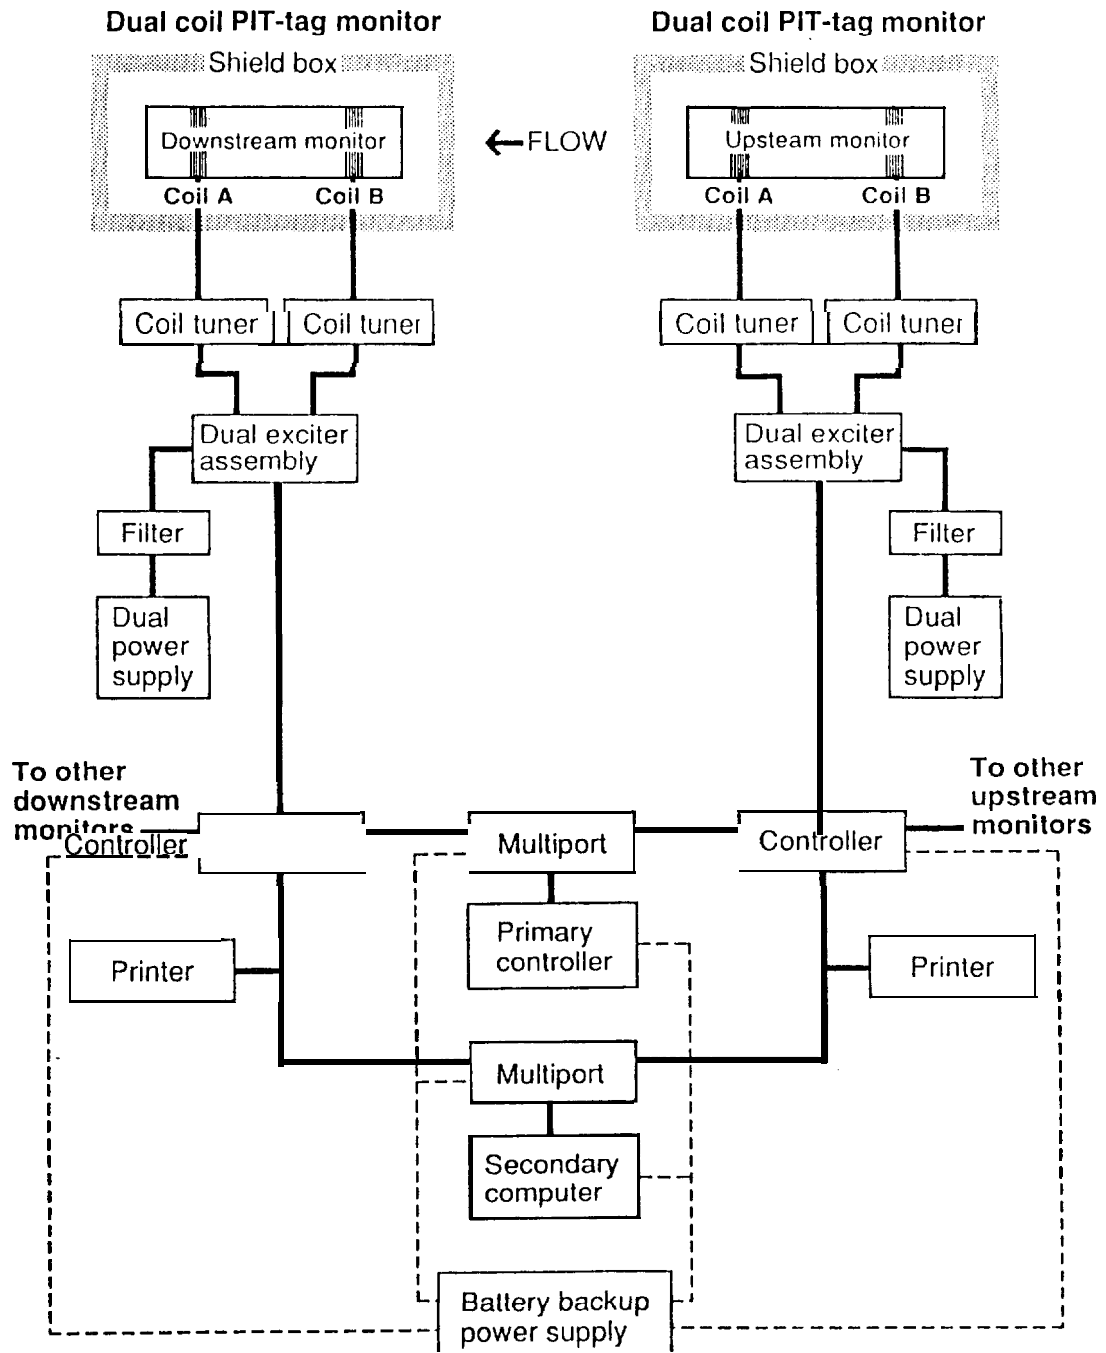 Dual coil PIT-tag monitor
Dual coil PIT-tag monitor
Shield box
Shield box
Downstream monitor
←FLOW
Upsteam monitor
Coil A
Coil B
Coil A
Coil B
Coil tuner
Coil tuner
Coil tuner
Coil tuner
Dual exciter
assembly
Dual exciter
assembly
Filter
Filter
Dual
power
supply
Dual
power
supply
To other
downstream
monitors
To other
upstream
monitors
Controller
Multiport
Controller
Primary
controller
Printer
Printer
Multiport
Secondary
computer
Battery backup
power supply